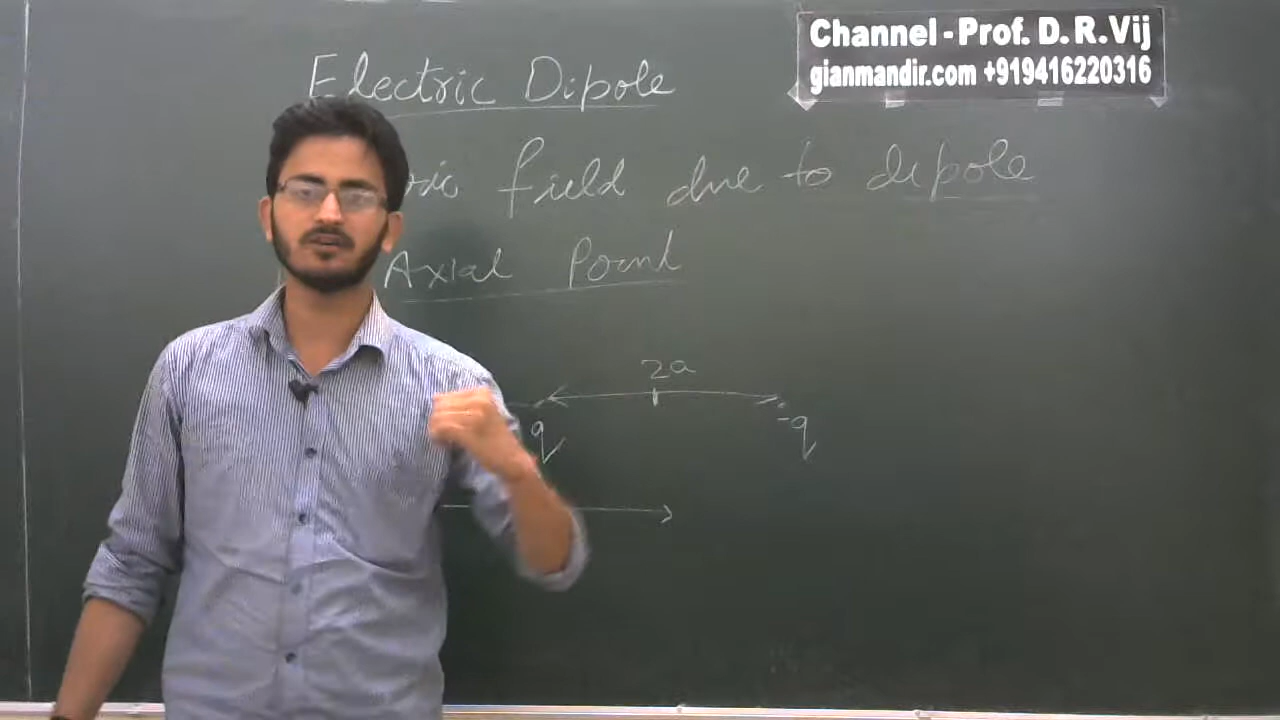 Channel - Prof. D. R. Vij
gianmandir.com +919416220316
Electric Dipole
field due to dipole
Axial Point
2a
q
-q